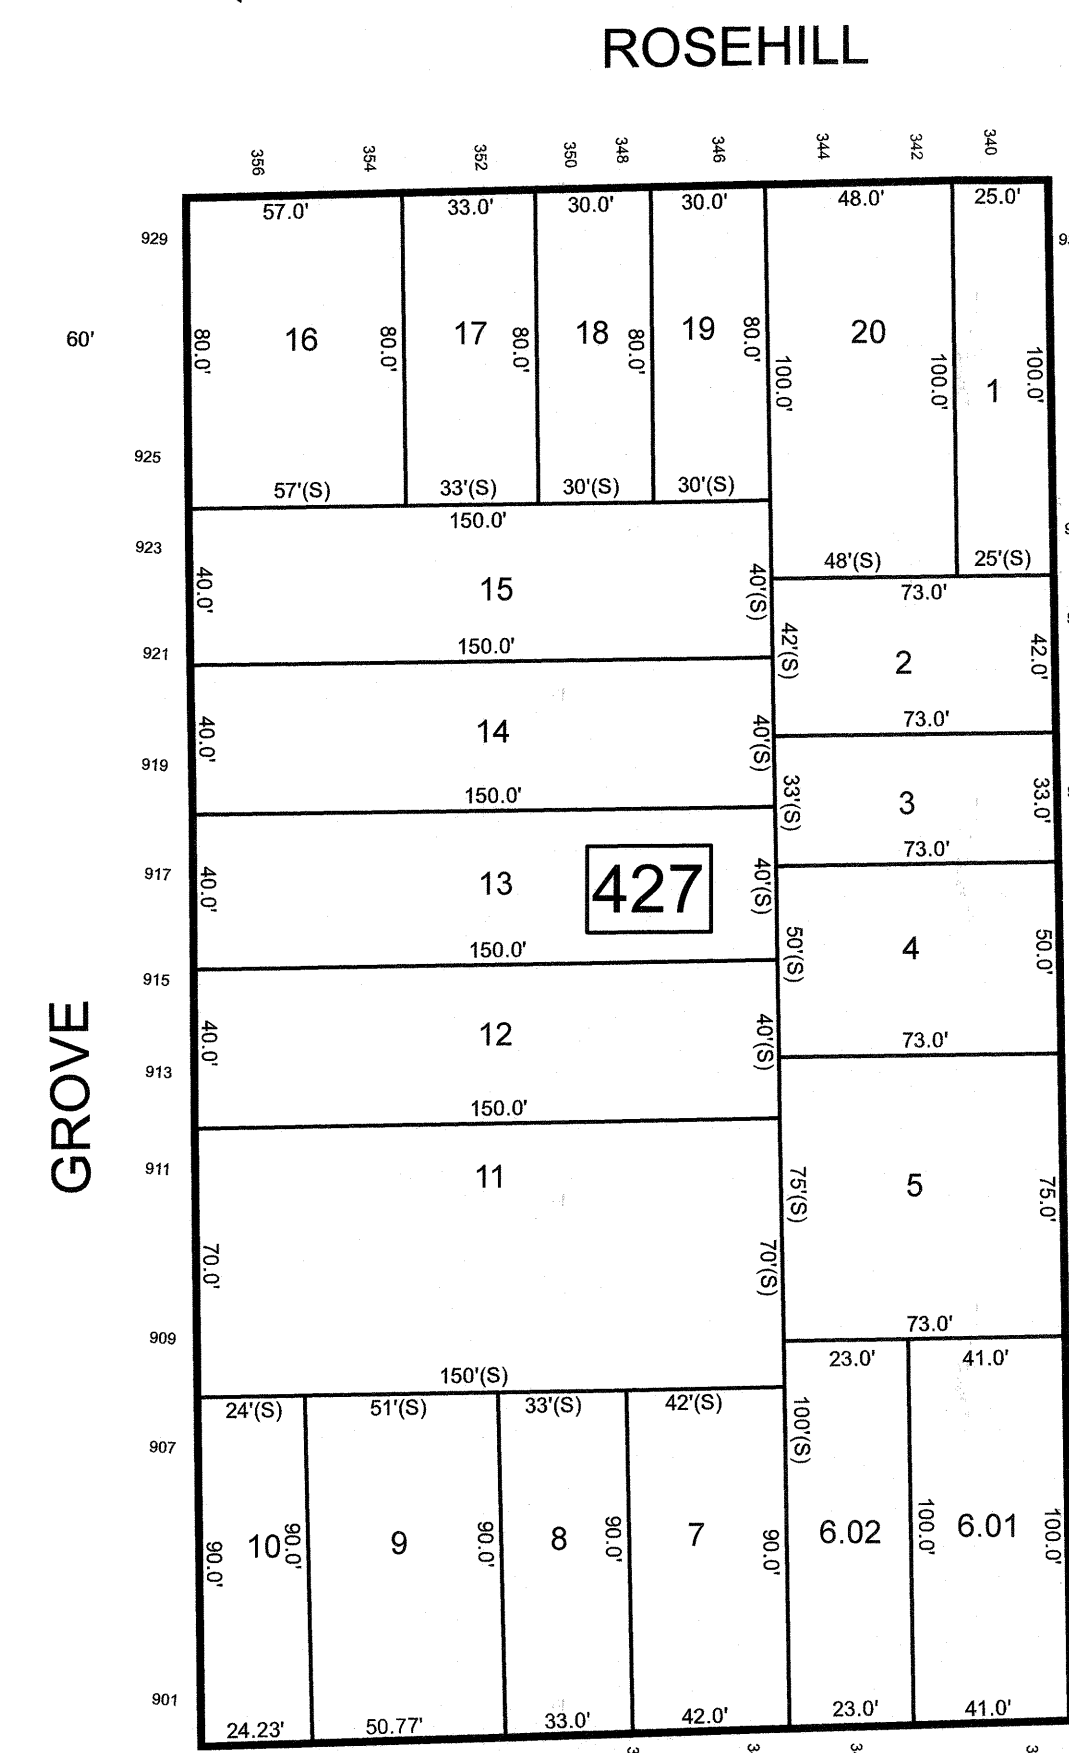 ROSEHILL
356 354 352 350 348 346 344 342 340
57.0' 33.0' 30.0' 30.0' 48.0' 25.0'
929
60'
16 17 18 19 20 1
80.0' 80.0' 80.0' 80.0' 80.0' 100.0' 100.0' 100.0'
925
57'(S) 33'(S) 30'(S) 30'(S)
150.0'
923
48'(S) 25'(S)
40.0' 15 40'(S) 73.0'
150.0'
921
42'(S) 2 42.0'
40.0' 14 40'(S) 73.0'
919
150.0'
33'(S) 3 33.0'
73.0'
917
40.0' 13 427 40'(S)
150.0'
50'(S) 4 50.0'
915
GROVE
40.0' 12 40'(S) 73.0'
913
150.0'
911
11
75'(S) 5 75.0'
70.0' 70'(S)
909
73.0'
150'(S)
23.0' 41.0'
24'(S) 51'(S) 33'(S) 42'(S) 100'(S)
907
90.0' 10 90.0' 9 90.0' 8 90.0' 7 90.0' 6.02 100.0' 6.01 100.0'
901
24.23' 50.77' 33.0' 42.0' 23.0' 41.0'